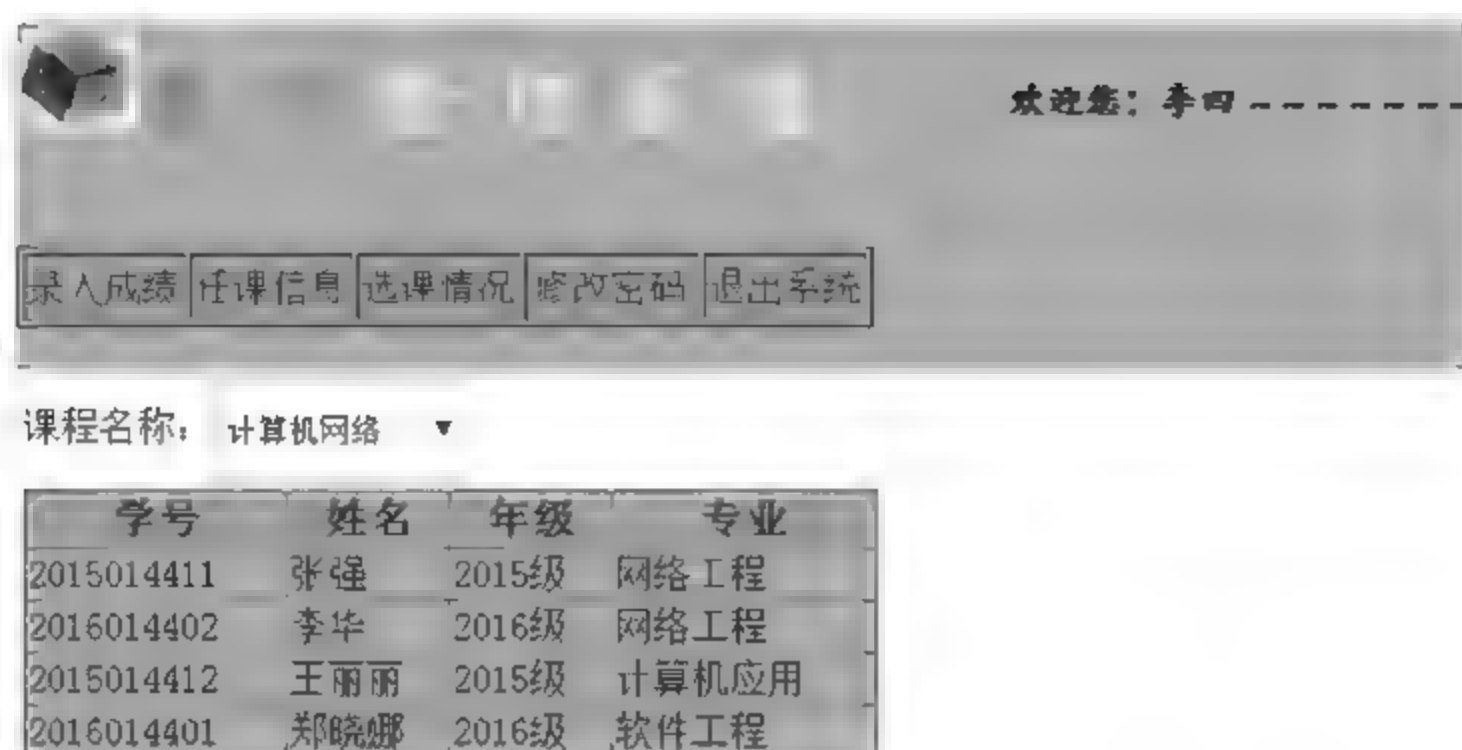 欢迎您：李四 - - - - - - -
录入成绩 任课信息 选课情况 修改密码 退出系统
课程名称： 计算机网络 ▼
学号 姓名 年级 专业
2015014411 张强 2015级 网络工程
2016014402 李华 2016级 网络工程
2015014412 王丽丽 2015级 计算机应用
2016014401 郑晓娜 2016级 软件工程